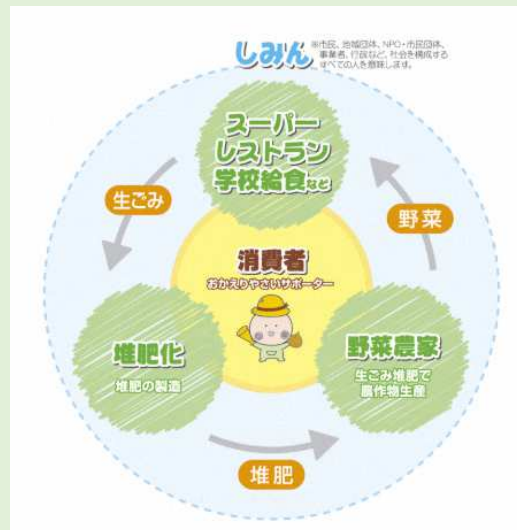 しみん
※市民、地域団体、NPO・市民団体、
事業者、行政など、社会を構成する
すべての人を意味します。
スーパー
レストラン
学校給食など
生ごみ
野菜
消費者
おかえりやさいサポーター
堆肥化
堆肥の製造
野菜農家
生ごみ堆肥で
農作物生産
堆肥